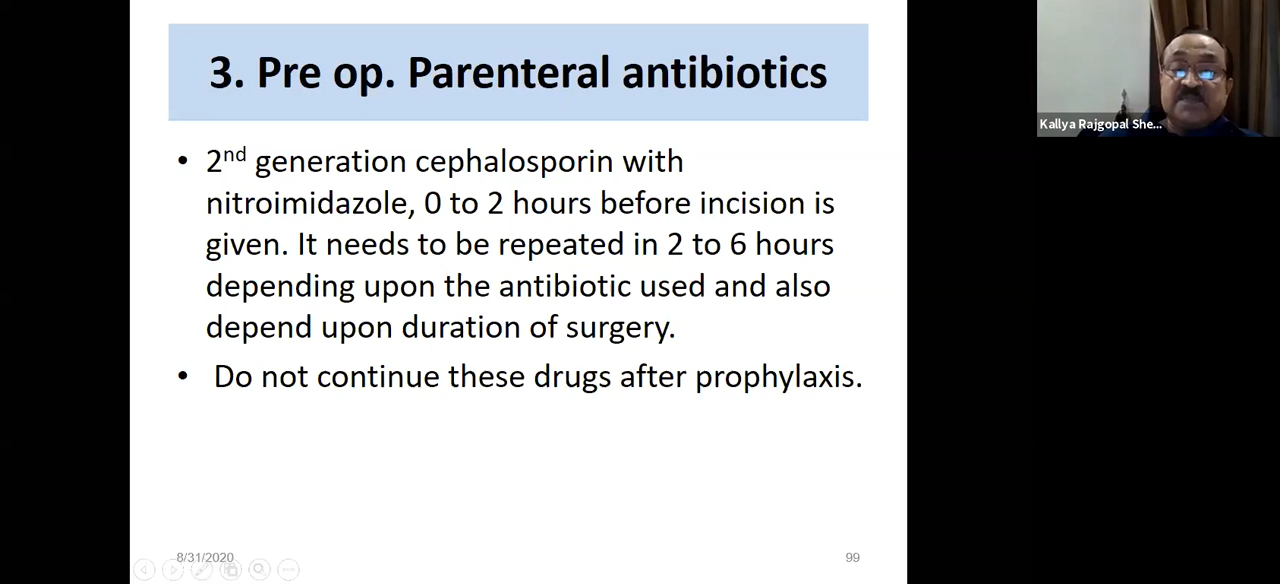 3. Pre op. Parenteral antibiotics
• 2nd generation cephalosporin with
nitroimidazole, 0 to 2 hours before incision is
given. It needs to be repeated in 2 to 6 hours
depending upon the antibiotic used and also
depend upon duration of surgery.
• Do not continue these drugs after prophylaxis.
8/31/2020
99
Kallya Rajgopal She...